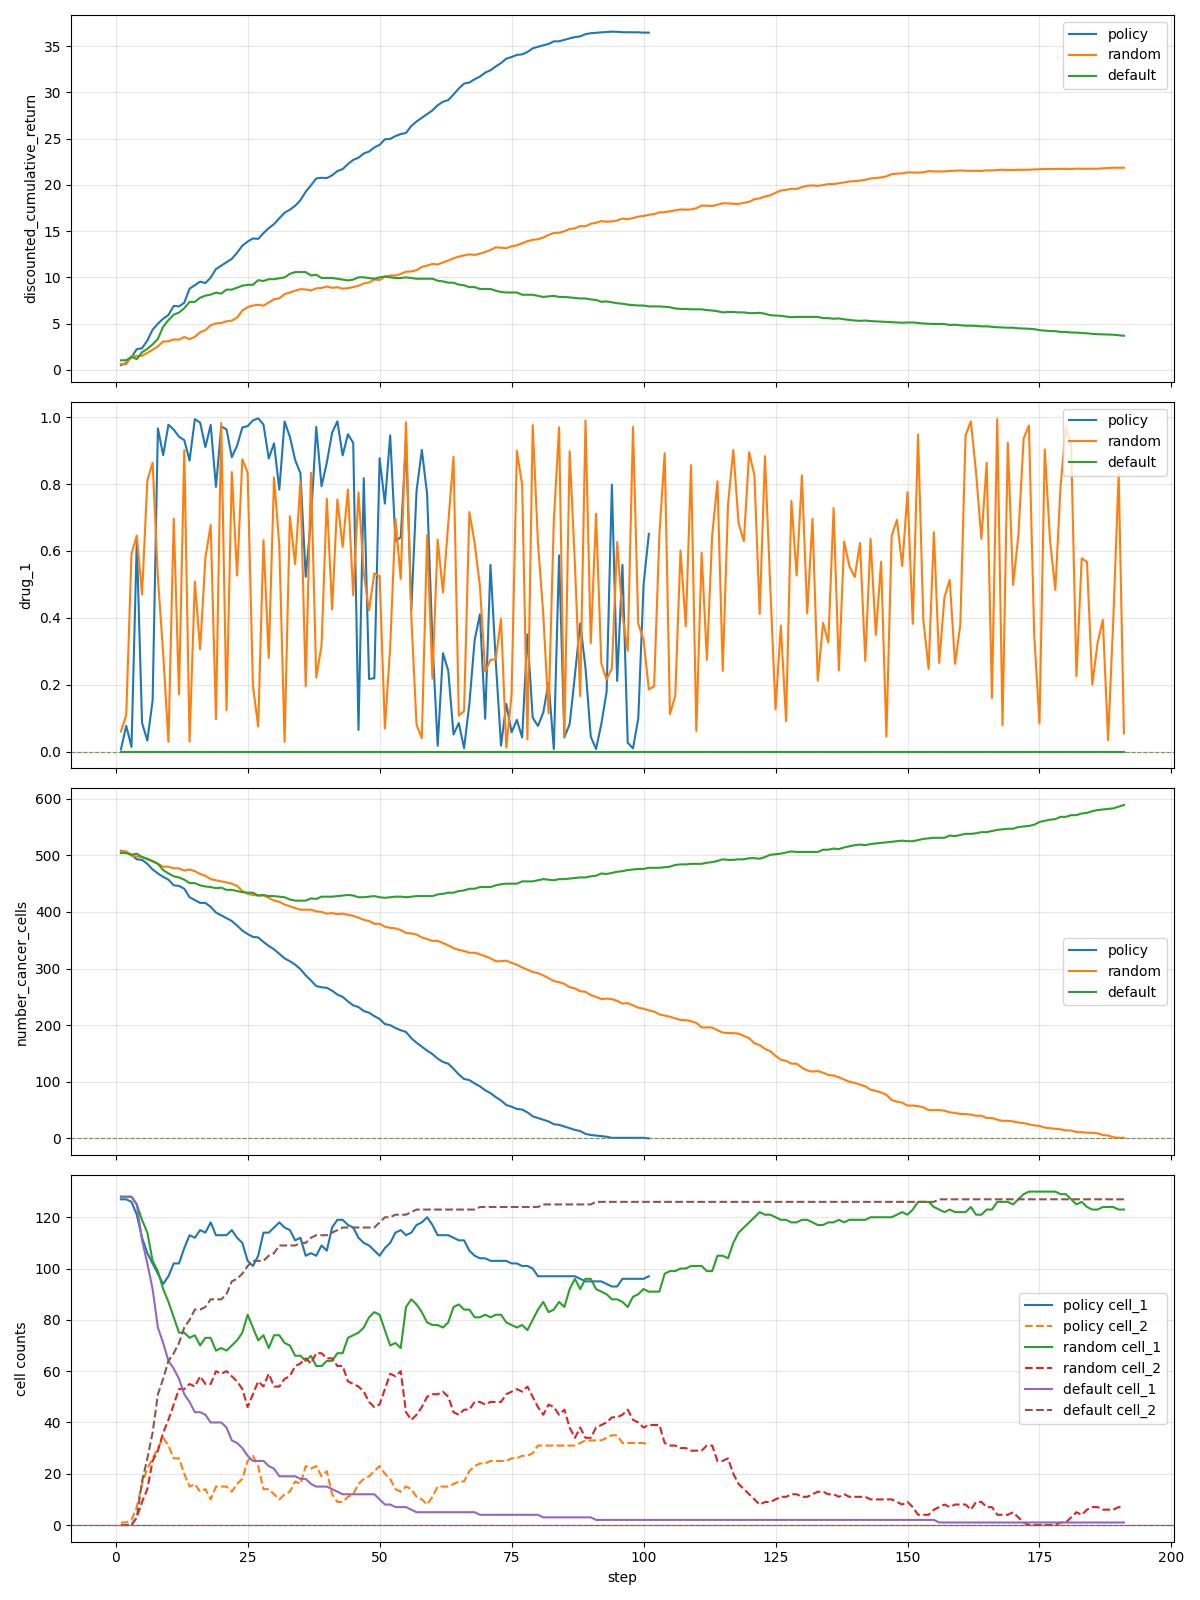 discounted_cumulative_return
35
30
25
20
15
10
5
0
policy
random
default
drug_1
1.0
0.8
0.6
0.4
0.2
0.0
policy
random
default
number_cancer_cells
600
500
400
300
200
100
0
policy
random
default
cell counts
120
100
80
60
40
20
0
policy cell_1
policy cell_2
random cell_1
random cell_2
default cell_1
default cell_2
0 25 50 75 100 125 150 175 200
step